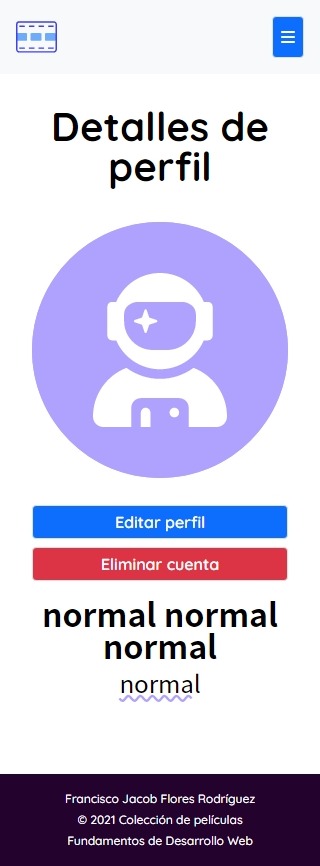 Detalles de
perfil
Editar perfil
Eliminar cuenta
normal normal
normal
normal
Francisco Jacob Flores Rodríguez
© 2021 Colección de películas
Fundamentos de Desarrollo Web